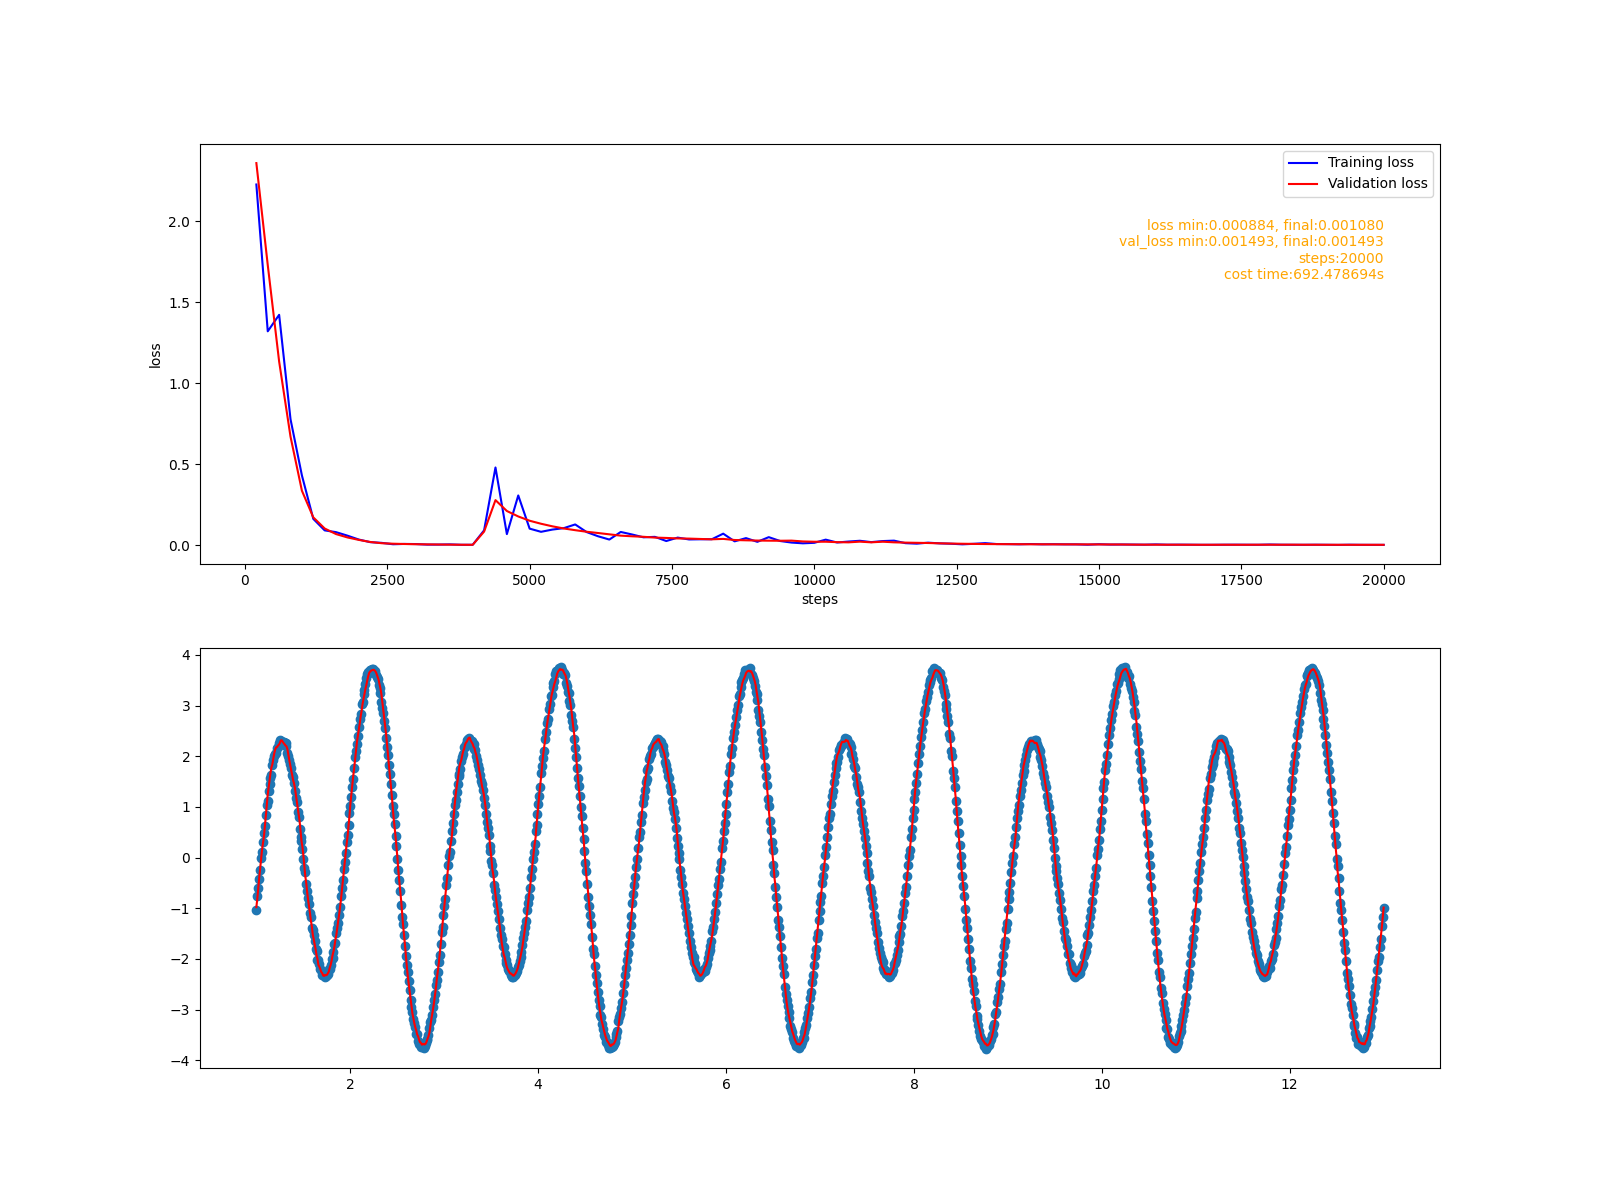 Training loss
Validation loss
loss min:0.000884, final:0.001080
val_loss min:0.001493, final:0.001493
steps:20000
cost time:692.478694s
2.0
1.5
1.0
0.5
0.0
loss
0 2500 5000 7500 10000 12500 15000 17500 20000
steps
4
3
2
1
0
−1
−2
−3
−4
2 4 6 8 10 12